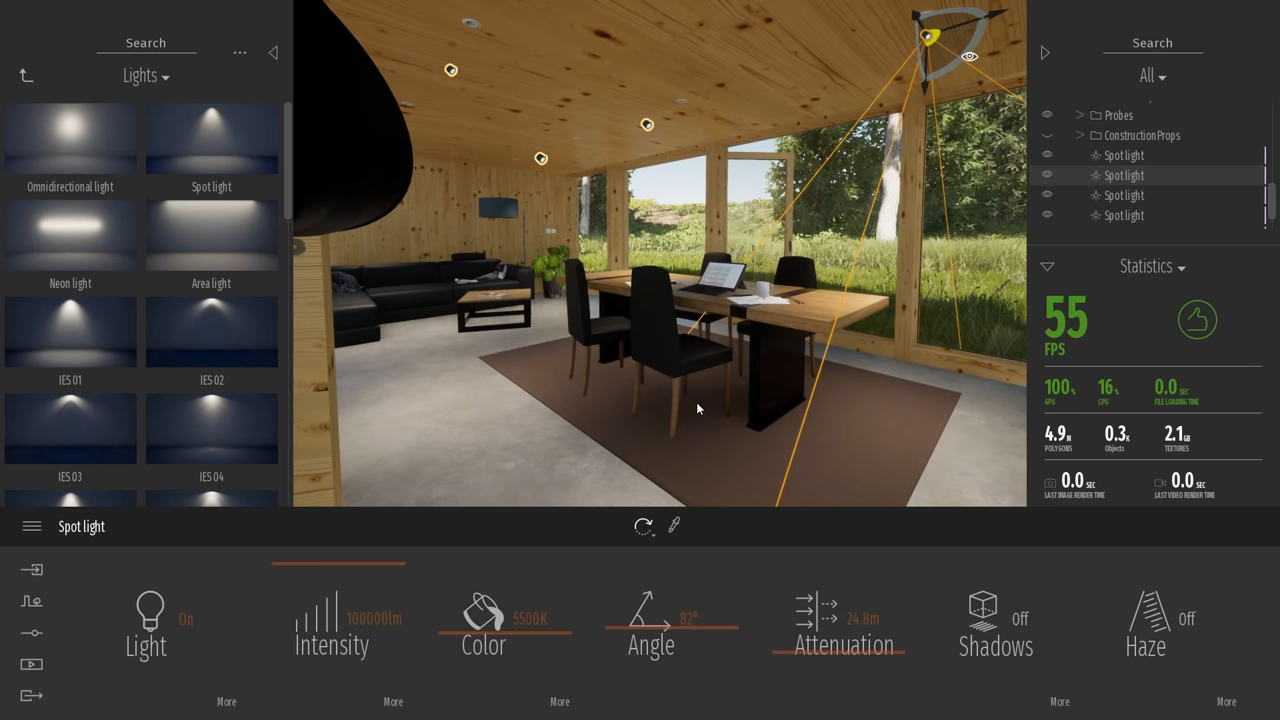 Search
Lights
Omnidirectional light
Spot light
Neon light
Area light
IES 01
IES 02
IES 03
IES 04
Search
All
Probes
Construction Props
Spot light
Spot light
Spot light
Spot light
Statistics
55
FPS
100 %
GPU
16 %
CPU
0.0 SEC
FILE LOADING TIME
4.9 M
POLYGONS
0.3 K
Objects
2.1 GB
TEXTURES
0.0 SEC
LAST IMAGE RENDER TIME
0.0 SEC
LAST VIDEO RENDER TIME
Spot light
Light
On
Intensity
100000lm
Color
5500K
Angle
82°
Attenuation
24.8m
Shadows
Off
Haze
Off
More
More
More
More
More